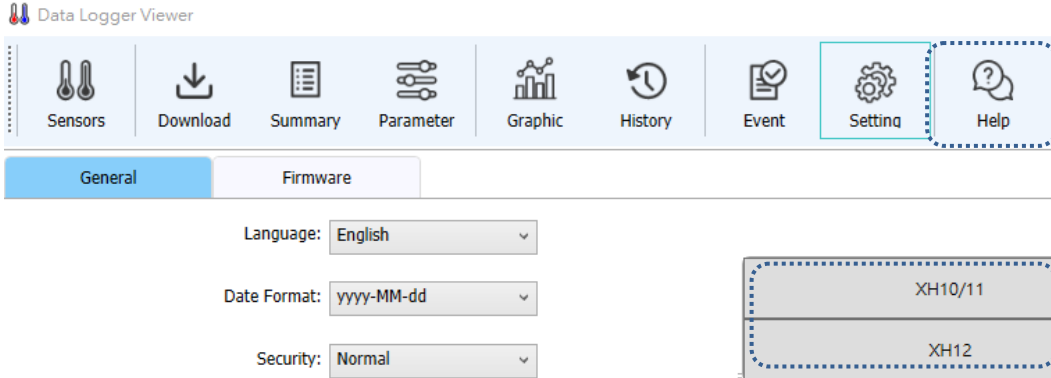 Data Logger Viewer
Sensors Download Summary Parameter Graphic History Event Setting Help
General Firmware
Language: English
Date Format: yyyy-MM-dd
XH10/11
Security: Normal
XH12